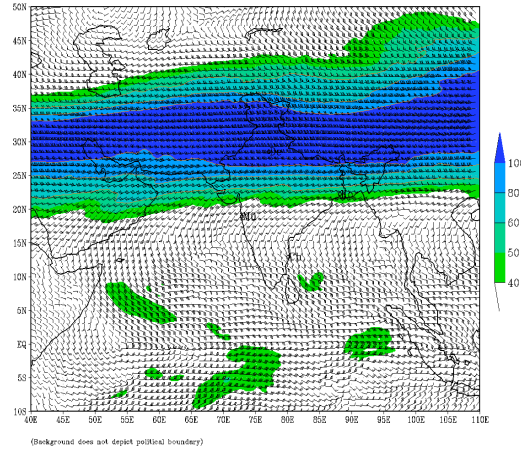 50N
45N
40N
35N
30N
25N
20N
15N
10N
5N
EQ
5S
10S
40E 45E 50E 55E 60E 65E 70E 75E 80E 85E 90E 95E 100E 105E 110E
100
80
60
50
40
(Background does not depict political boundary)